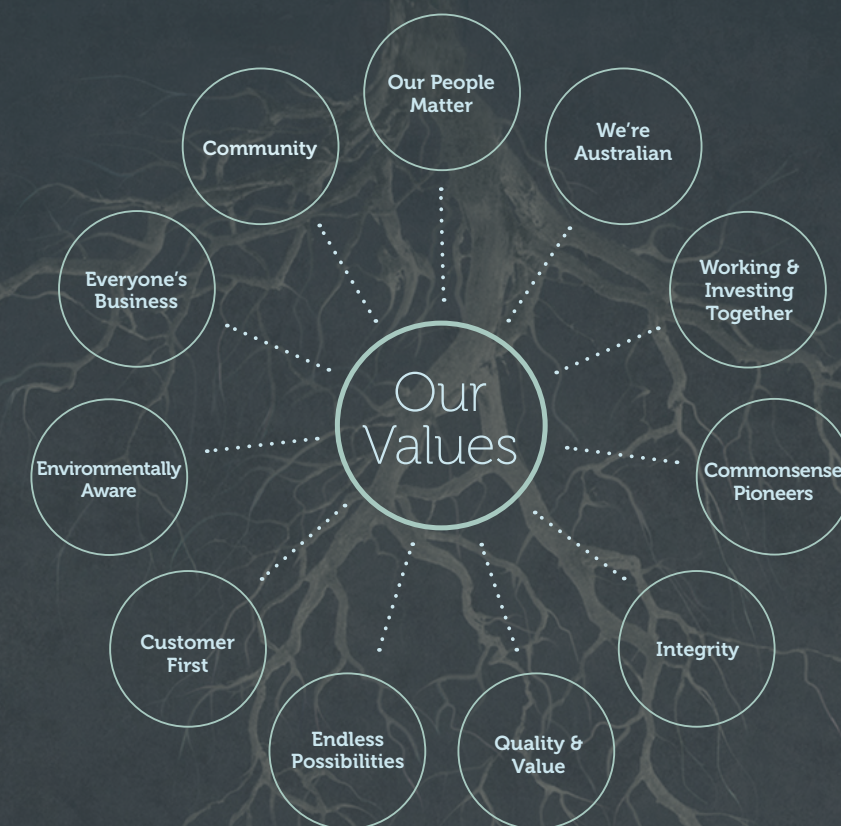 Our People
Matter
We're
Australian
Working &
Investing
Together
Commonsense
Pioneers
Integrity
Quality &
Value
Endless
Possibilities
Customer
First
Environmentally
Aware
Everyone's
Business
Community
Our
Values